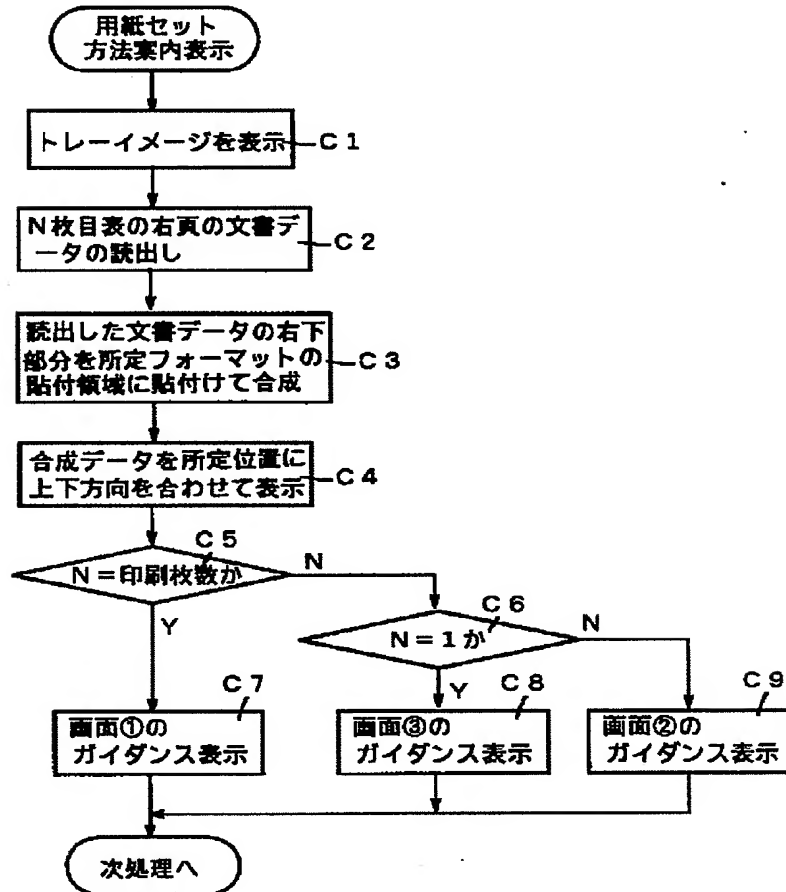 用紙セット
方法案内表示
トレーイメージを表示
C1
N枚目表の右頁の文書デ
ータの読出し
C2
読出した文書データの右下
部分を所定フォーマットの
貼付領域に貼付けて合成
C3
合成データを所定位置に
上下方向を合わせて表示
C4
C5
N=印刷枚数か
N
Y
C6
N=1か
N
Y
C7
画面①の
ガイダンス表示
C8
画面③の
ガイダンス表示
C9
画面②の
ガイダンス表示
次処理へ